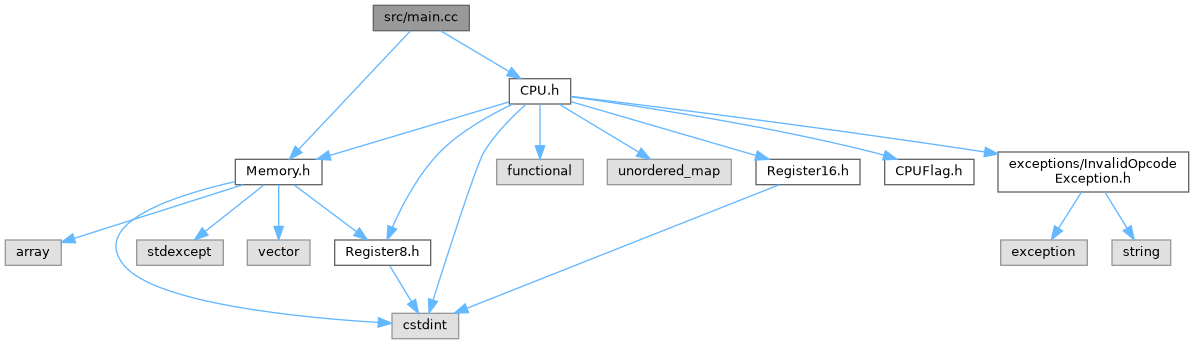 src/main.cc
CPU.h
Memory.h
functional
unordered_map
Register16.h
CPUFlag.h
exceptions/InvalidOpcode
Exception.h
array
stdexcept
vector
Register8.h
exception
string
cstdint